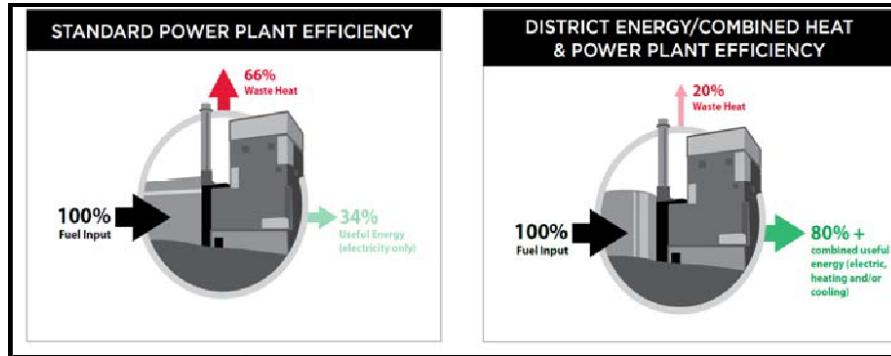 STANDARD POWER PLANT EFFICIENCY
66%
Waste Heat
100%
Fuel Input
34%
Useful Energy
(electricity only)
DISTRICT ENERGY/COMBINED HEAT
& POWER PLANT EFFICIENCY
20%
Waste Heat
100%
Fuel Input
80% +
combined useful
energy (electric,
heating and/or
cooling)